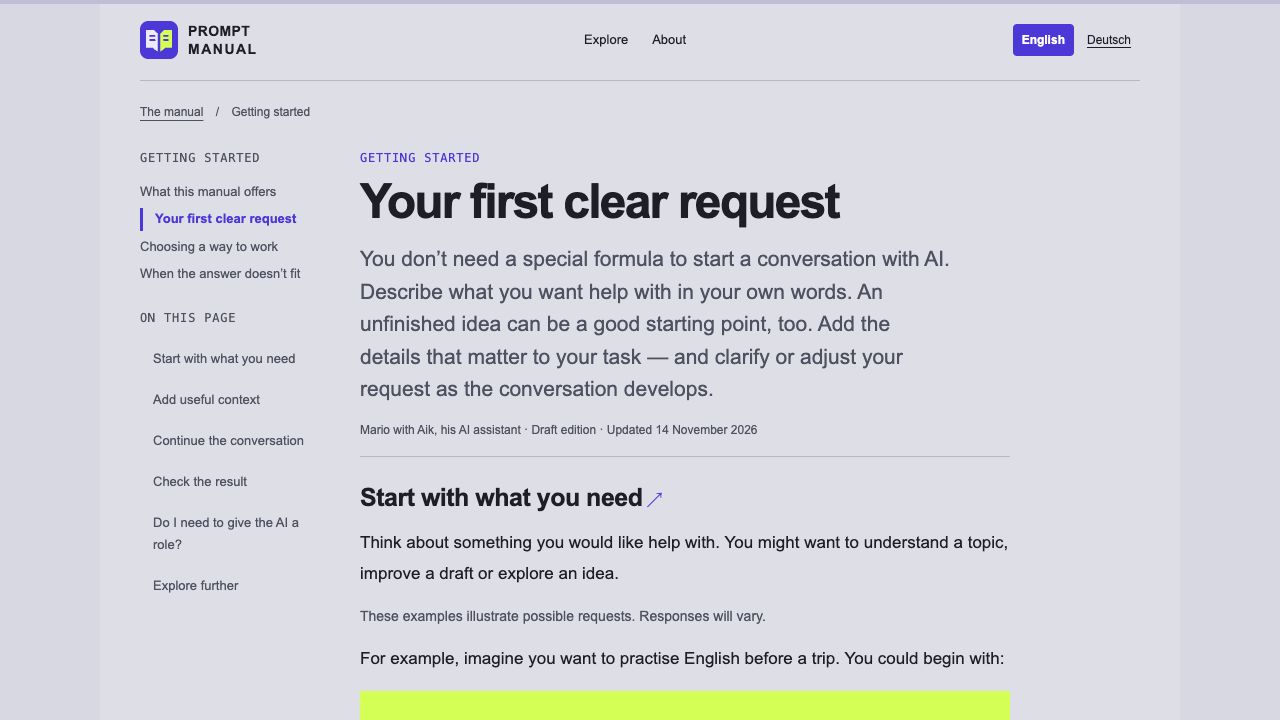 PROMPT
MANUAL
Explore
About
English
Deutsch
The manual / Getting started
GETTING STARTED
What this manual offers
Your first clear request
Choosing a way to work
When the answer doesn’t fit
ON THIS PAGE
Start with what you need
Add useful context
Continue the conversation
Check the result
Do I need to give the AI a
role?
Explore further
GETTING STARTED
Your first clear request
You don’t need a special formula to start a conversation with AI.
Describe what you want help with in your own words. An
unfinished idea can be a good starting point, too. Add the
details that matter to your task — and clarify or adjust your
request as the conversation develops.
Mario with Aik, his AI assistant · Draft edition · Updated 14 November 2026
Start with what you need ↗
Think about something you would like help with. You might want to understand a topic,
improve a draft or explore an idea.
These examples illustrate possible requests. Responses will vary.
For example, imagine you want to practise English before a trip. You could begin with: